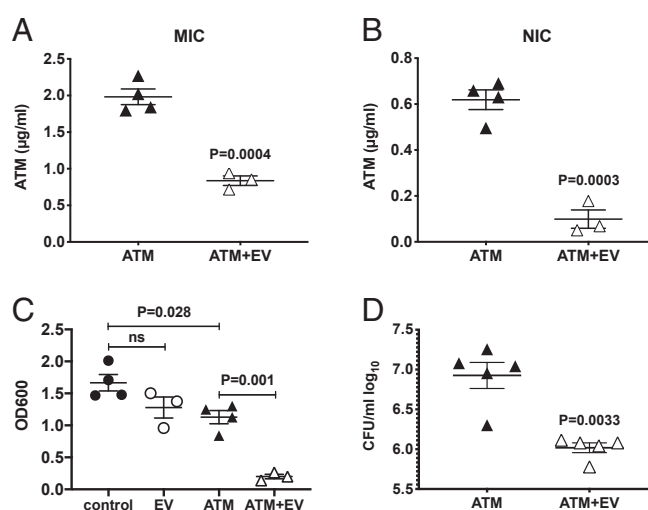 A
MIC
ATM (μg/ml)
2.5
2.0
1.5
1.0
0.5
0.0
P=0.0004
ATM
ATM+EV
B
NIC
ATM (μg/ml)
0.8
0.6
0.4
0.2
0.0
P=0.0003
ATM
ATM+EV
C
OD600
2.5
2.0
1.5
1.0
0.5
0.0
P=0.028
ns
P=0.001
control
EV
ATM
ATM+EV
D
CFU/ml log10
7.5
7.0
6.5
6.0
5.5
P=0.0033
ATM
ATM+EV